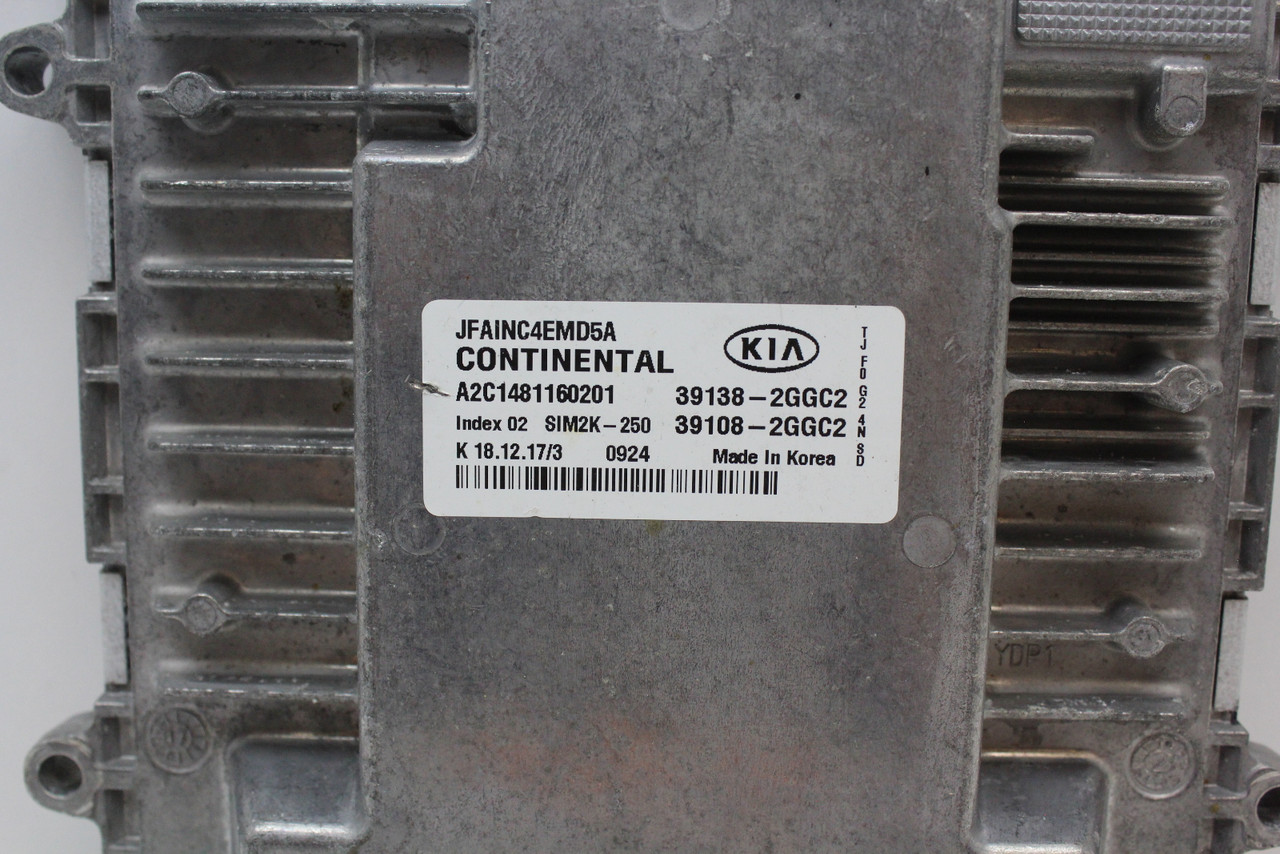 JFAINC4EMD5A
CONTINENTAL
KIA
A2C1481160201 39138-2GGC2
Index 02 SIM2K-250 39108-2GGC2
K 18.12.17/3 0924 Made In Korea
TJ F0 G2 4N SD
YDP1